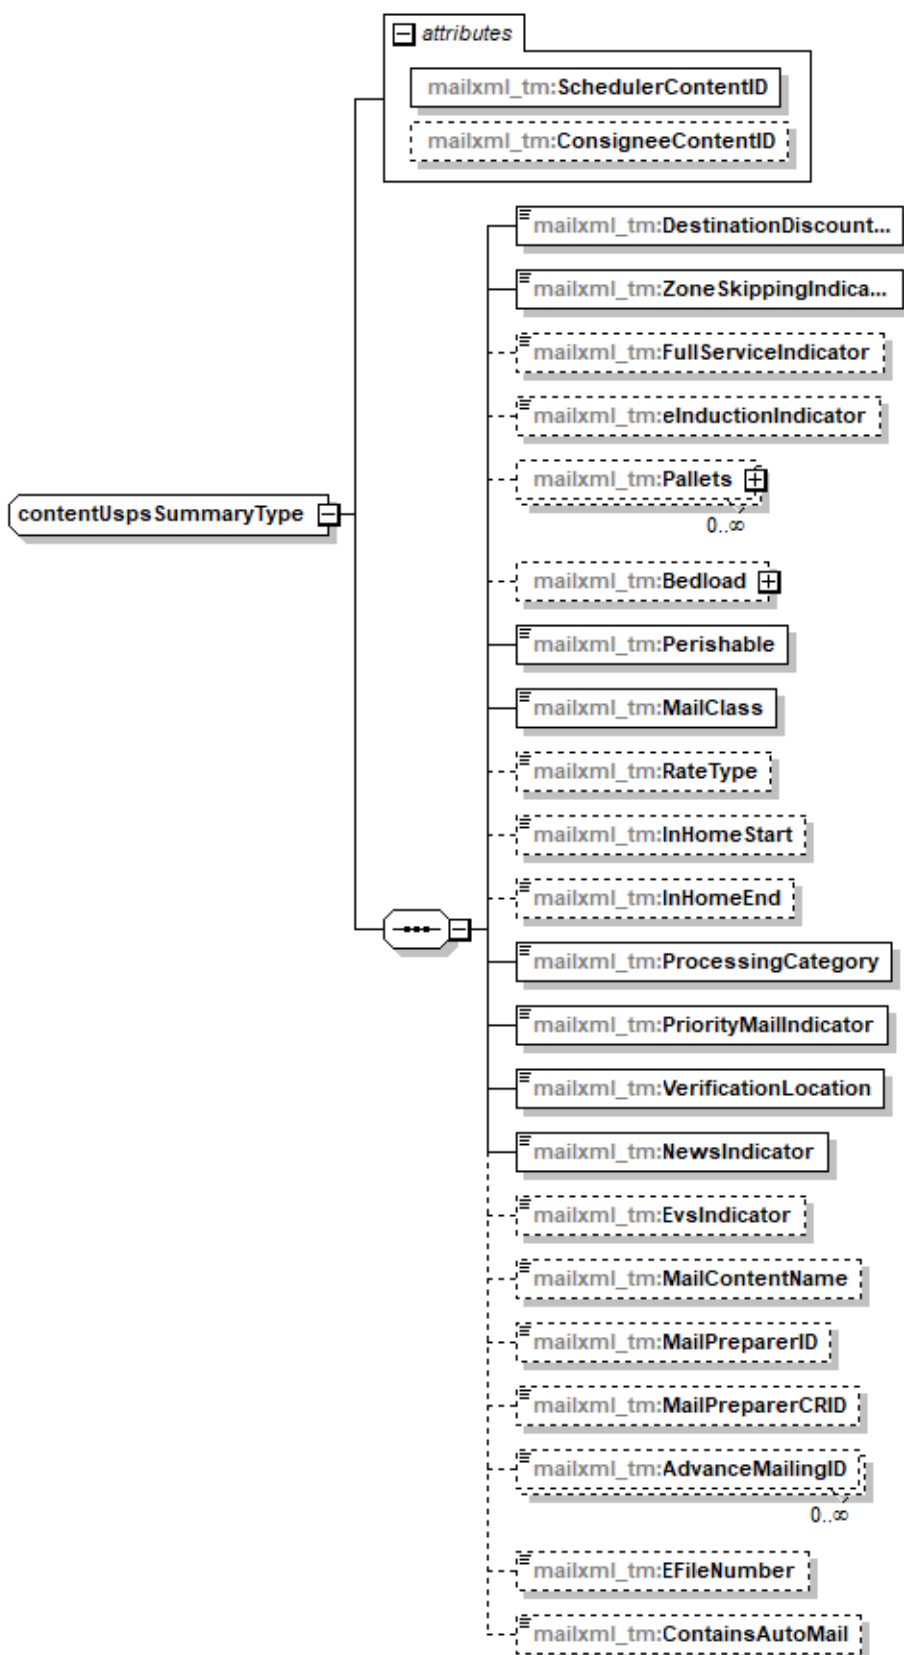 attributes
mailxml_tm:SchedulerContentID
mailxml_tm:ConsigneeContentID
mailxml_tm:DestinationDiscount...
mailxml_tm:ZoneSkippingIndica...
mailxml_tm:FullServiceIndicator
mailxml_tm:eInductionIndicator
mailxml_tm:Pallets
0..∞
contentUspsSummaryType
mailxml_tm:Bedload
mailxml_tm:Perishable
mailxml_tm:MailClass
mailxml_tm:RateType
mailxml_tm:InHomeStart
mailxml_tm:InHomeEnd
mailxml_tm:ProcessingCategory
mailxml_tm:PriorityMailIndicator
mailxml_tm:VerificationLocation
mailxml_tm:NewsIndicator
mailxml_tm:EvsIndicator
mailxml_tm:MailContentName
mailxml_tm:MailPreparerID
mailxml_tm:MailPreparerCRID
mailxml_tm:AdvanceMailingID
0..∞
mailxml_tm:EFileNumber
mailxml_tm:ContainsAutoMail